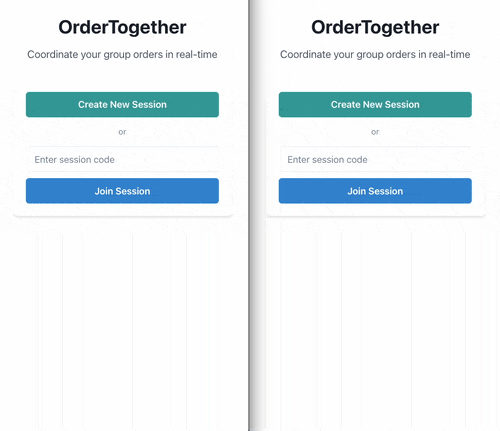 OrderTogether
Coordinate your group orders in real-time
Create New Session
or
Enter session code
Join Session
OrderTogether
Coordinate your group orders in real-time
Create New Session
or
Enter session code
Join Session